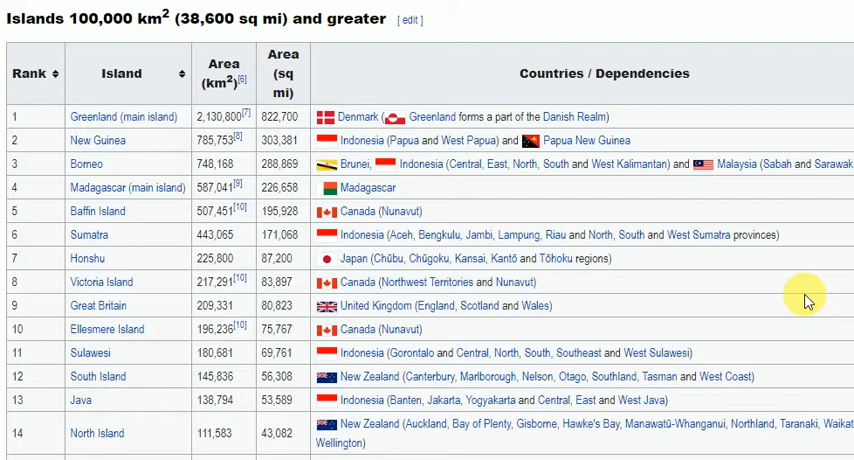 Islands 100,000 km² (38,600 sq mi) and greater [ edit ]
Rank Island Area (km²)[6] Area (sq mi) Countries / Dependencies
1 Greenland (main island) 2,130,800[7] 822,700 Denmark (Greenland forms a part of the Danish Realm)
2 New Guinea 785,753[8] 303,381 Indonesia (Papua and West Papua) and Papua New Guinea
3 Borneo 748,168 288,869 Brunei, Indonesia (Central, East, North, South and West Kalimantan) and Malaysia (Sabah and Sarawak
4 Madagascar (main island) 587,041[9] 226,658 Madagascar
5 Baffin Island 507,451[10] 195,928 Canada (Nunavut)
6 Sumatra 443,065 171,068 Indonesia (Aceh, Bengkulu, Jambi, Lampung, Riau and North, South and West Sumatra provinces)
7 Honshu 225,800 87,200 Japan (Chūbu, Chūgoku, Kansai, Kantō and Tōhoku regions)
8 Victoria Island 217,291[10] 83,897 Canada (Northwest Territories and Nunavut)
9 Great Britain 209,331 80,823 United Kingdom (England, Scotland and Wales)
10 Ellesmere Island 196,236[10] 75,767 Canada (Nunavut)
11 Sulawesi 180,681 69,761 Indonesia (Gorontalo and Central, North, South, Southeast and West Sulawesi)
12 South Island 145,836 56,308 New Zealand (Canterbury, Marlborough, Nelson, Otago, Southland, Tasman and West Coast)
13 Java 138,794 53,589 Indonesia (Banten, Jakarta, Yogyakarta and Central, East and West Java)
14 North Island 111,583 43,082 New Zealand (Auckland, Bay of Plenty, Gisborne, Hawke's Bay, Manawatū-Whanganui, Northland, Taranaki, Waikat
Wellington)